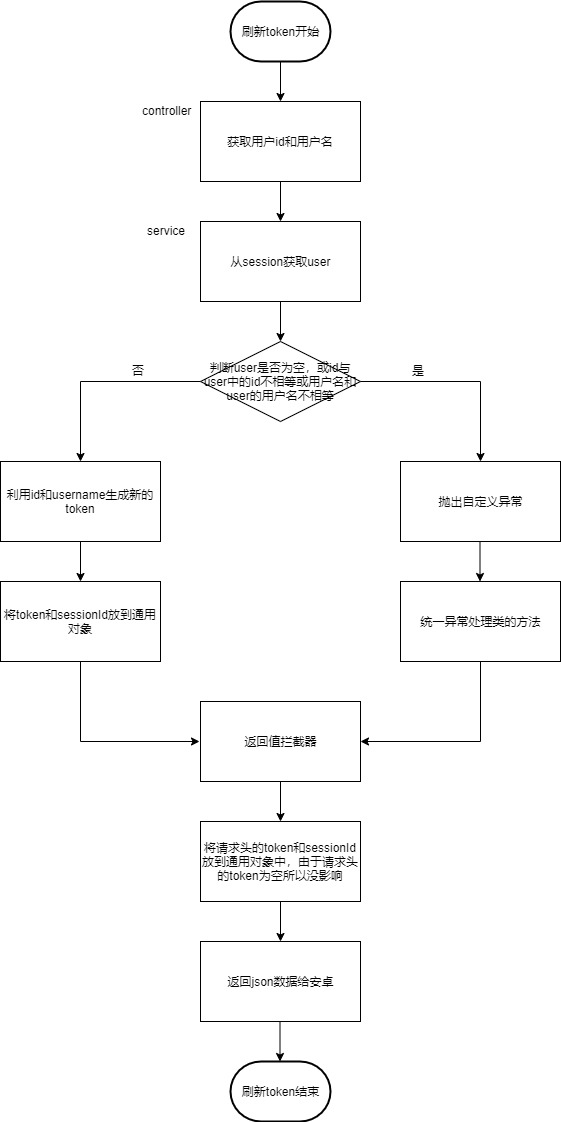 刷新token开始
controller
获取用户id和用户名
service
从session获取user
判断user是否为空，或id与
user中的id不相等或用户名和
user的用户名不相等
否
是
利用id和username生成新的
token
抛出自定义异常
将token和sessionId放到通用
对象
统一异常处理类的方法
返回值拦截器
将请求头的token和sessionId
放到通用对象中，由于请求头
的token为空所以没影响
返回json数据给安卓
刷新token结束